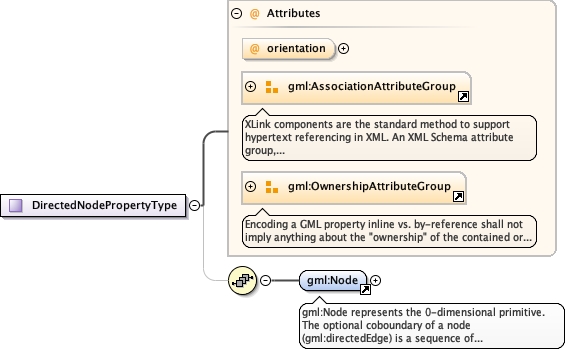 Attributes
@ orientation
gml:AssociationAttributeGroup
XLink components are the standard method to support
hypertext referencing in XML. An XML Schema attribute
group,...
gml:OwnershipAttributeGroup
Encoding a GML property inline vs. by-reference shall not
imply anything about the "ownership" of the contained or...
DirectedNodePropertyType
gml:Node
gml:Node represents the 0-dimensional primitive.
The optional coboundary of a node
(gml:directedEdge) is a sequence of...